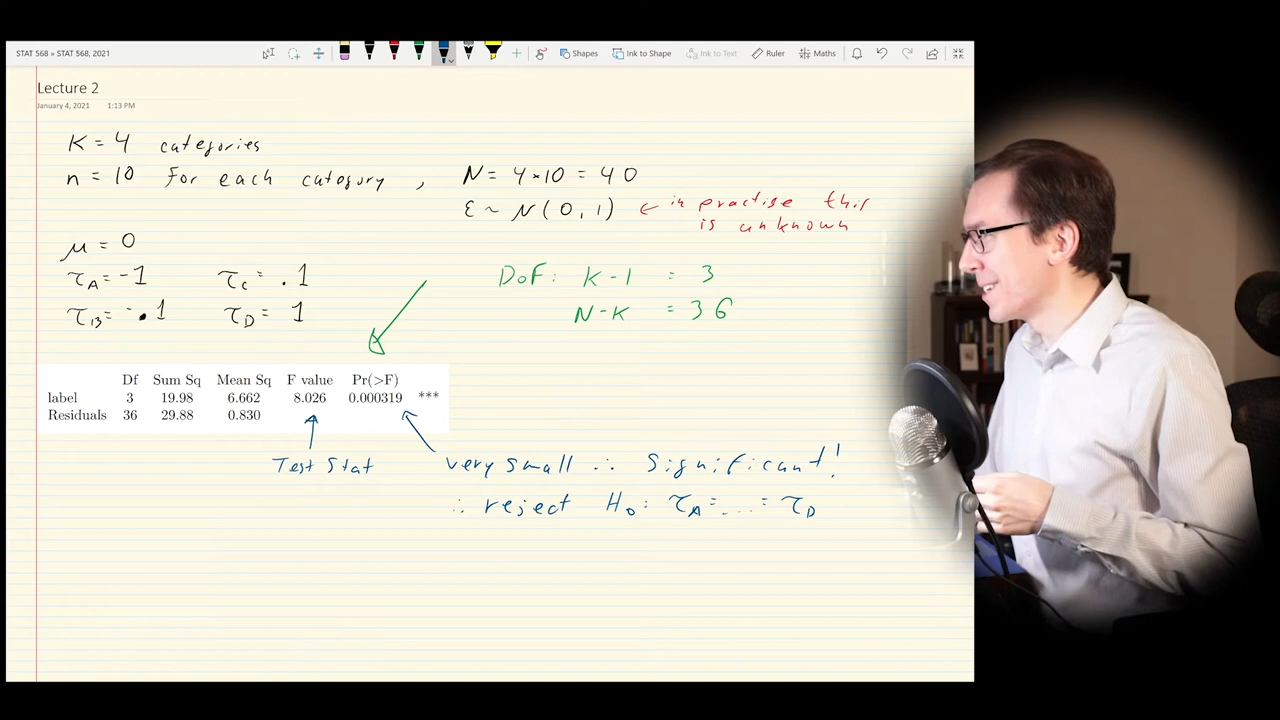 STAT 568 » STAT 568, 2021
Shapes Ink to Shape Ink to Text Ruler Maths
Lecture 2
January 4, 2021 1:13 PM
K = 4 categories
n = 10 for each category , N = 4×10 = 40
ε ~ N(0,1) ← in practise this
is unknown
μ = 0
τA = -1 τC = .1
τB = -.1 τD = 1
DoF: K-1 = 3
N-K = 36
Df Sum Sq Mean Sq F value Pr(>F)
label 3 19.98 6.662 8.026 0.000319 ***
Residuals 36 29.88 0.830
Test Stat
very small ∴ significant!
∴ reject H0: τA = ... = τD